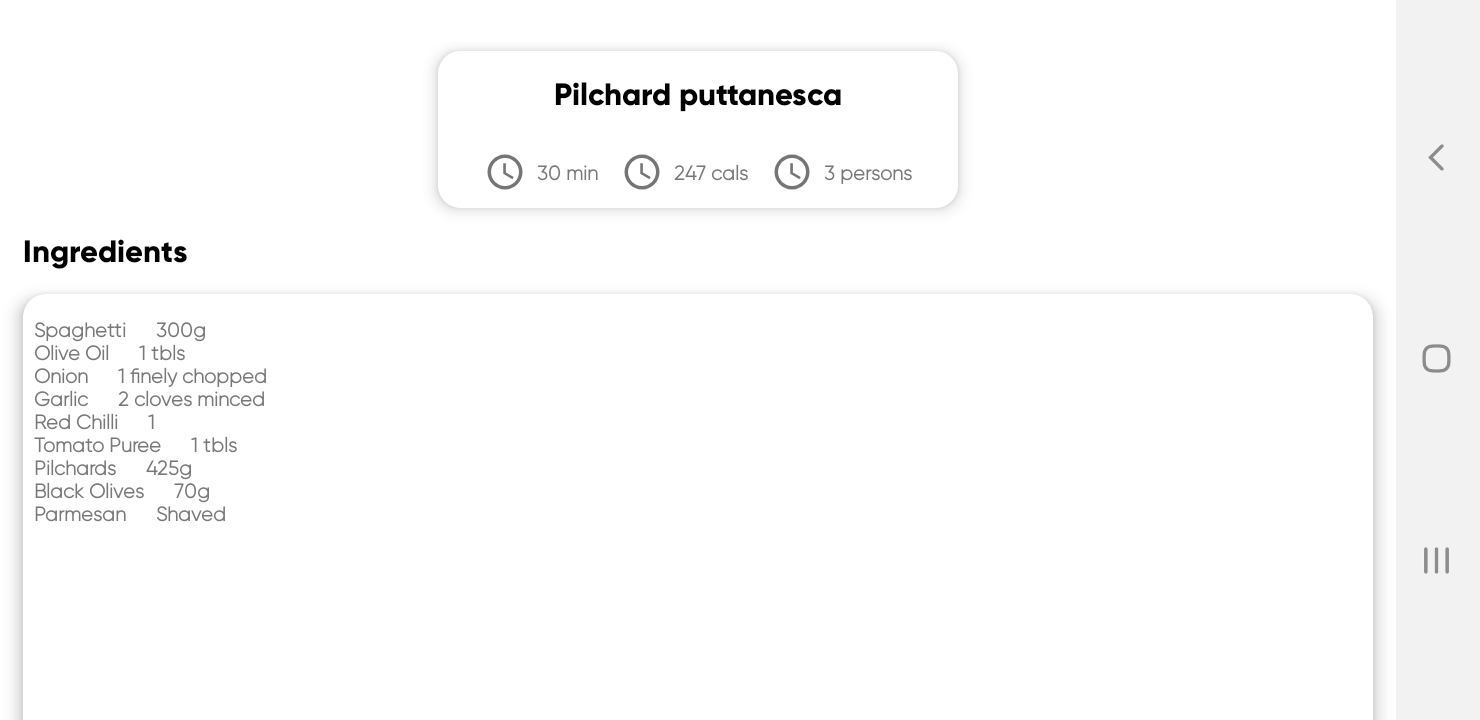 Pilchard puttanesca
30 min 247 cals 3 persons
Ingredients
Spaghetti 300g
Olive Oil 1 tbls
Onion 1 finely chopped
Garlic 2 cloves minced
Red Chilli 1
Tomato Puree 1 tbls
Pilchards 425g
Black Olives 70g
Parmesan Shaved